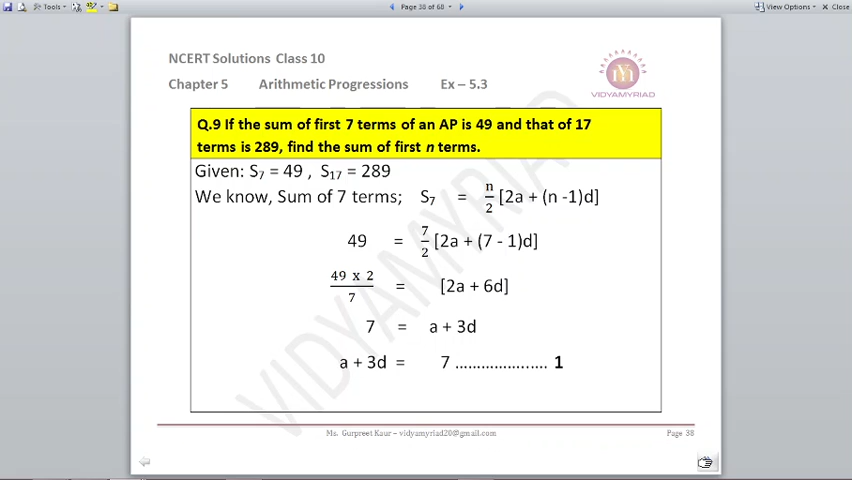 Tools Page 38 of 68 View Options Close
NCERT Solutions Class 10
Chapter 5 Arithmetic Progressions Ex – 5.3
VIDYAMYRIAD
Q.9 If the sum of first 7 terms of an AP is 49 and that of 17
terms is 289, find the sum of first n terms.
Given: S₇ = 49 , S₁₇ = 289
We know, Sum of 7 terms; S₇ = n/2 [2a + (n -1)d]
49 = 7/2 [2a + (7 - 1)d]
49 x 2/7 = [2a + 6d]
7 = a + 3d
a + 3d = 7 ...................... 1
VIDYAMYRIAD
Ms. Gurpreet Kaur – vidyamyriad20@gmail.com Page 38